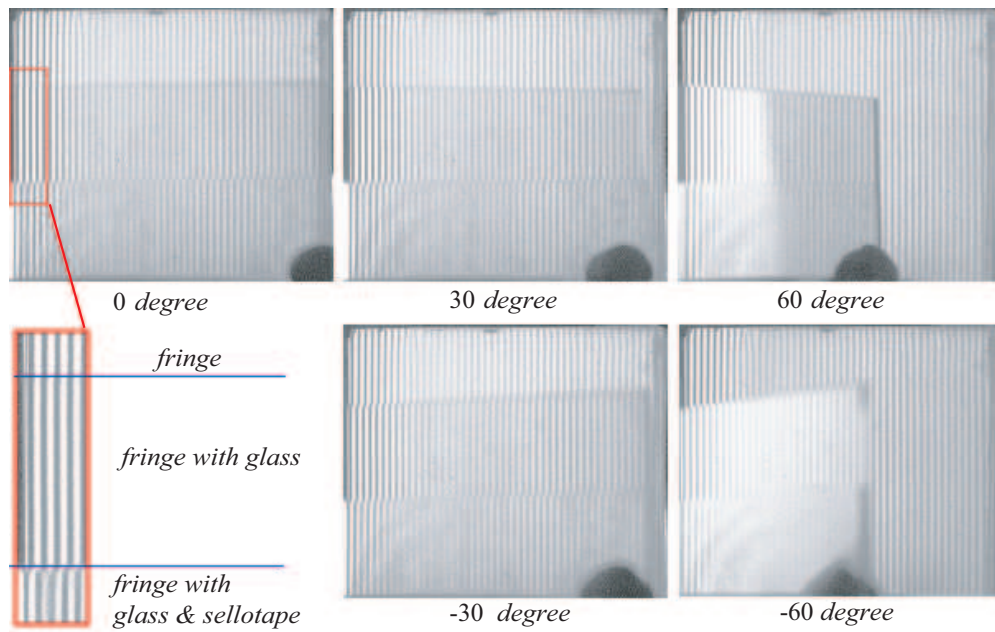 0 degree
30 degree
60 degree
fringe
fringe with glass
fringe with
glass & sellotape
-30 degree
-60 degree